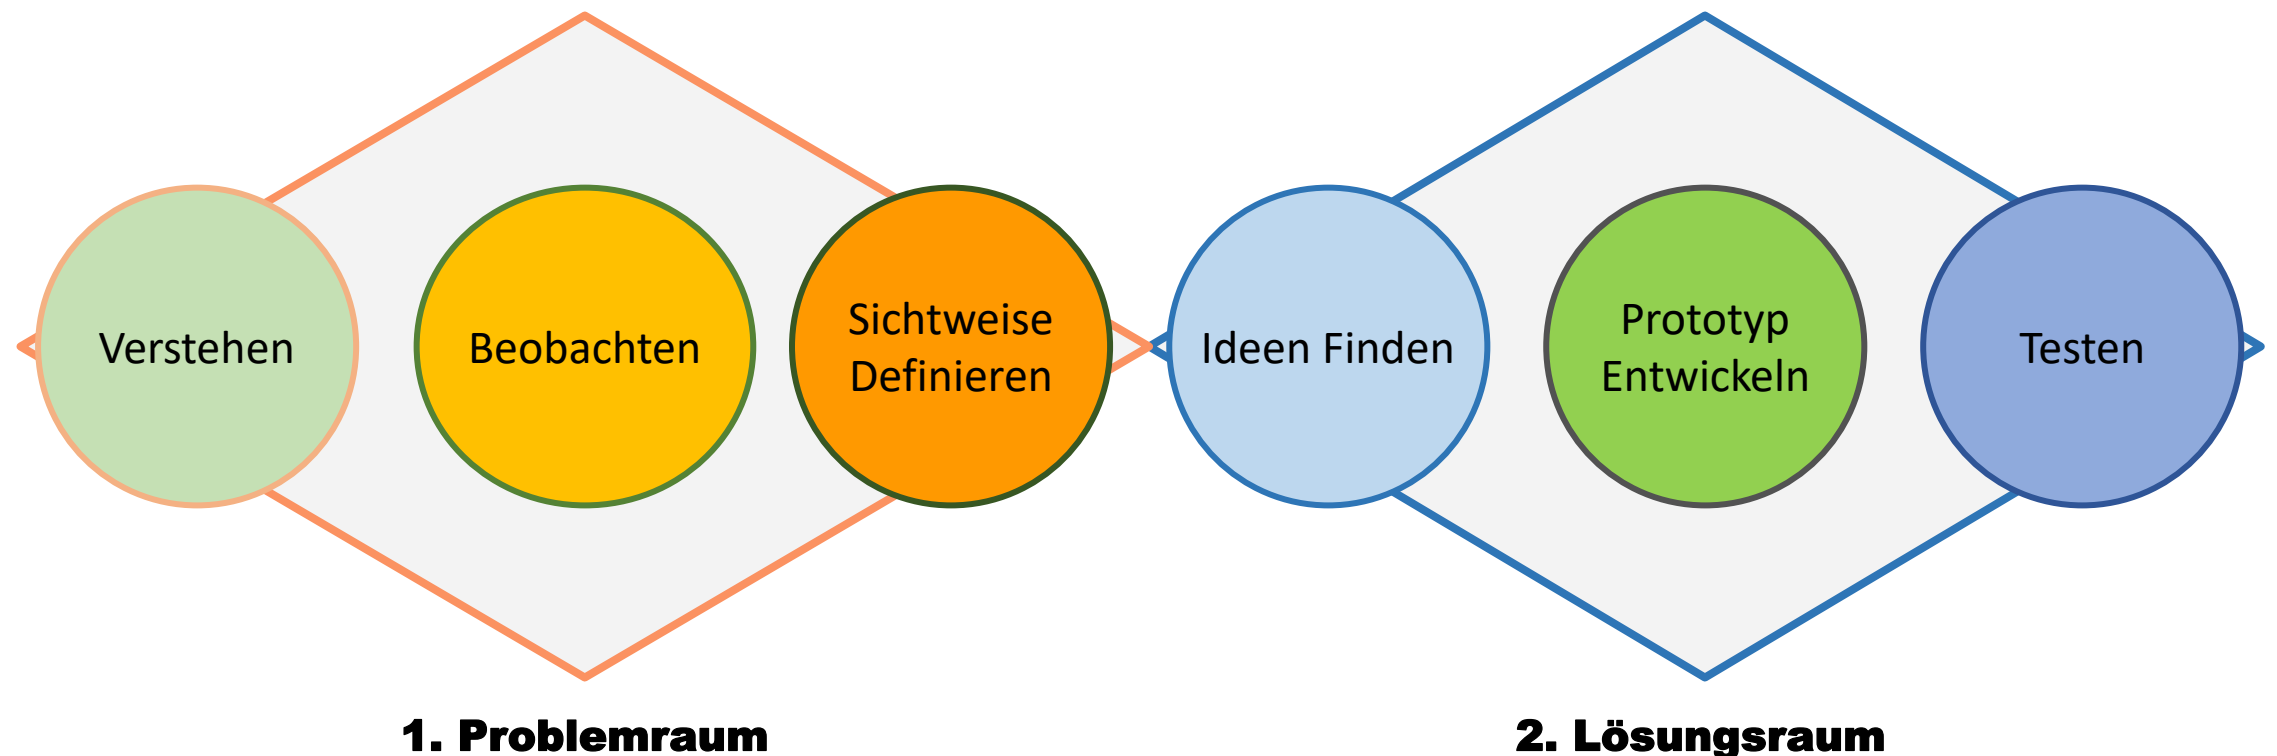 Verstehen
Beobachten
Sichtweise
Definieren
Ideen Finden
Prototyp
Entwickeln
Testen
1. Problemraum
2. Lösungsraum